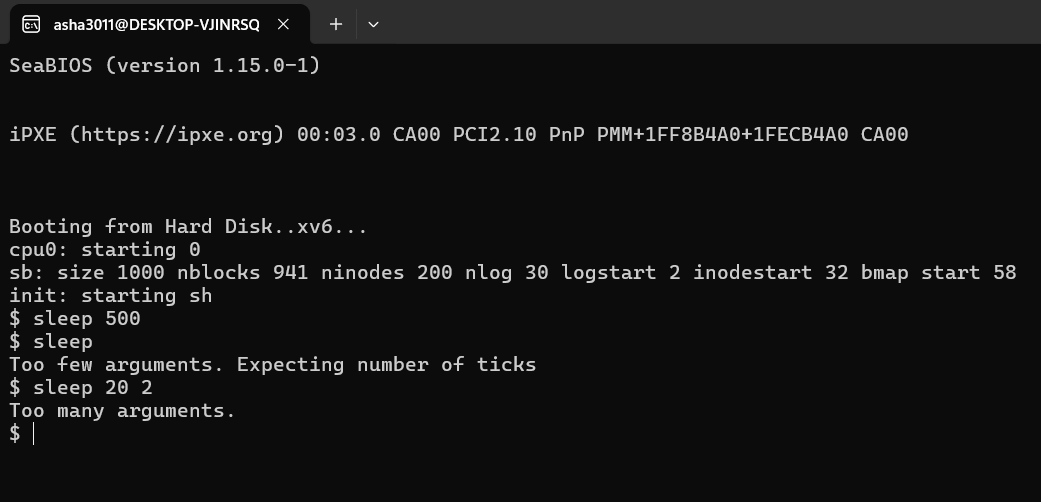 asha3011@DESKTOP-VJINRSQ
SeaBIOS (version 1.15.0-1)
iPXE (https://ipxe.org) 00:03.0 CA00 PCI2.10 PnP PMM+1FF8B4A0+1FECB4A0 CA00
Booting from Hard Disk..xv6...
cpu0: starting 0
sb: size 1000 nblocks 941 ninodes 200 nlog 30 logstart 2 inodestart 32 bmap start 58
init: starting sh
$ sleep 500
$ sleep
Too few arguments. Expecting number of ticks
$ sleep 20 2
Too many arguments.
$